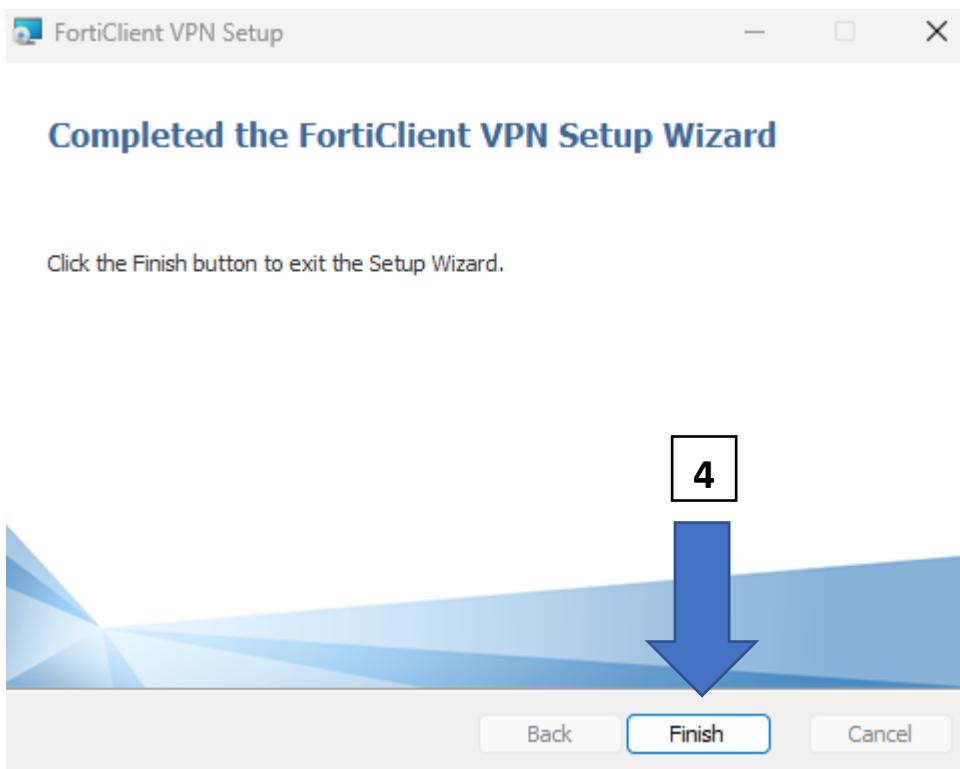 FortiClient VPN Setup
Completed the FortiClient VPN Setup Wizard
Click the Finish button to exit the Setup Wizard.
4
Back Finish Cancel